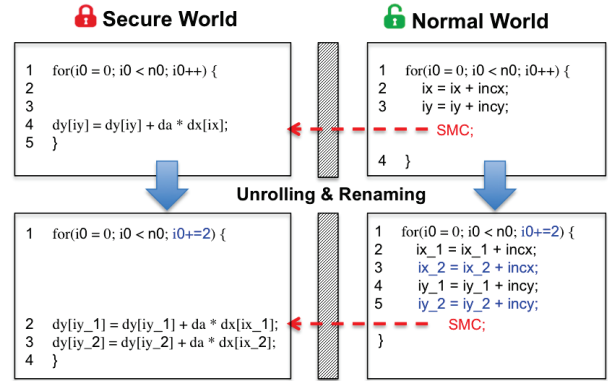 Secure World
Normal World
1 for(i0 = 0; i0 < n0; i0++) {
2
3
4 dy[iy] = dy[iy] + da * dx[ix];
5 }
1 for(i0 = 0; i0 < n0; i0++) {
2 ix = ix + incx;
3 iy = iy + incy;
SMC;
4 }
Unrolling & Renaming
1 for(i0 = 0; i0 < n0; i0+=2) {
2 dy[iy_1] = dy[iy_1] + da * dx[ix_1];
3 dy[iy_2] = dy[iy_2] + da * dx[ix_2];
4 }
1 for(i0 = 0; i0 < n0; i0+=2) {
2 ix_1 = ix_1 + incx;
3 ix_2 = ix_2 + incx;
4 iy_1 = iy_1 + incy;
5 iy_2 = iy_2 + incy;
SMC;
}